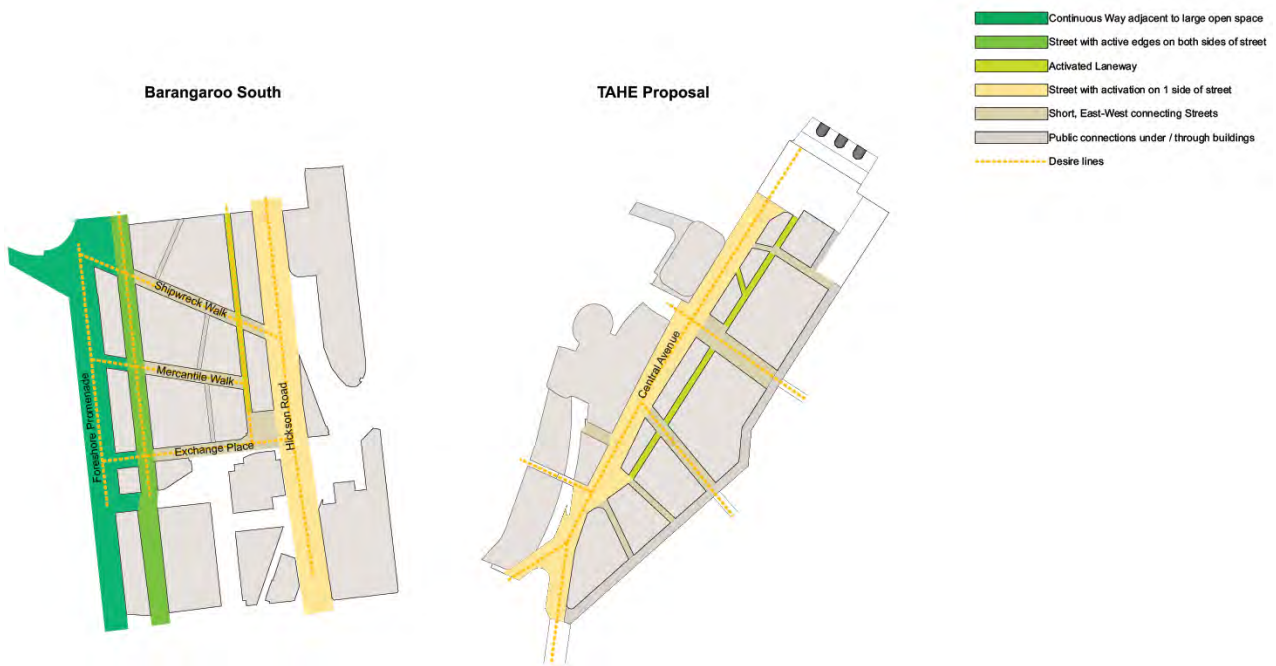 Continuous Way adjacent to large open space
Street with active edges on both sides of street
Activated Laneway
Street with activation on 1 side of street
Short, East-West connecting Streets
Public connections under / through buildings
Desire lines
Barangaroo South
TAHE Proposal
Shipwreck Walk
Mercantile Walk
Exchange Place
Foreshore Promenade
Hickson Road
Central Avenue